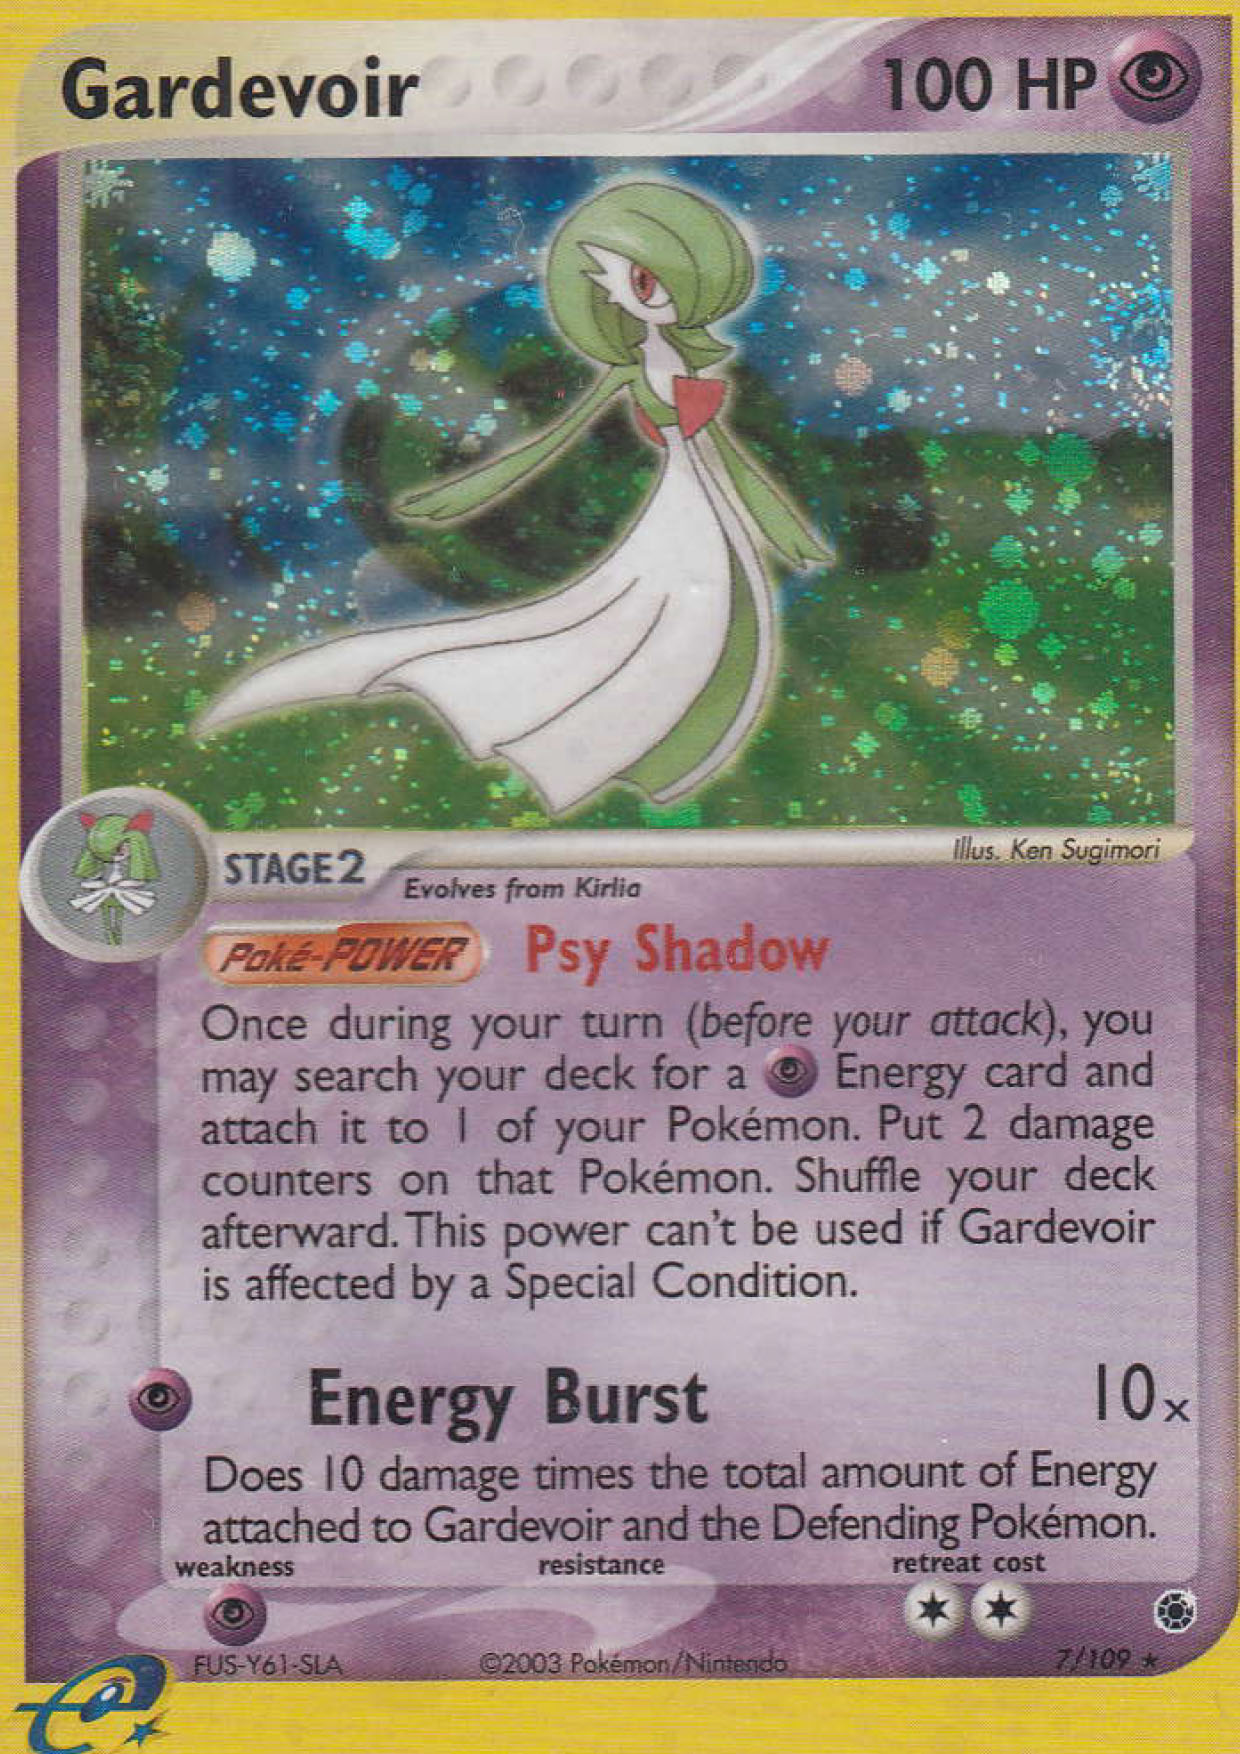 Gardevoir 100 HP
Illus. Ken Sugimori
STAGE 2
Evolves from Kirlia
Poké-POWER Psy Shadow
Once during your turn (before your attack), you
may search your deck for a Energy card and
attach it to 1 of your Pokémon. Put 2 damage
counters on that Pokémon. Shuffle your deck
afterward. This power can't be used if Gardevoir
is affected by a Special Condition.
Energy Burst 10x
Does 10 damage times the total amount of Energy
attached to Gardevoir and the Defending Pokémon.
weakness resistance retreat cost
FUS-Y61-SLA ©2003 Pokémon/Nintendo 7/109 ★
e